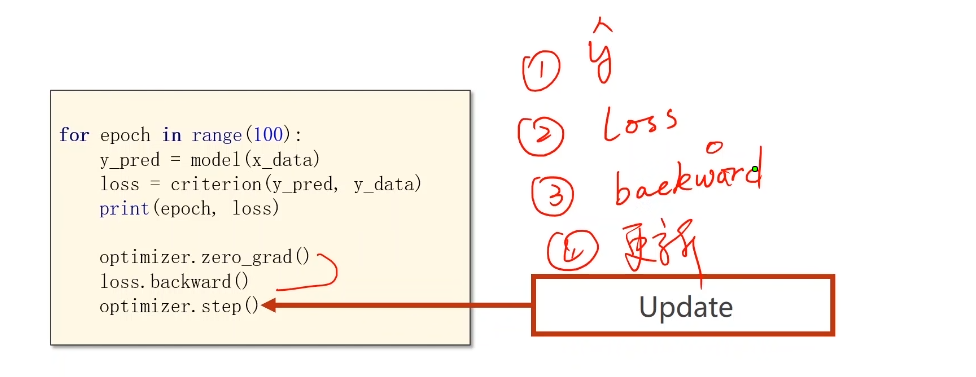 for epoch in range(100):
y_pred = model(x_data)
loss = criterion(y_pred, y_data)
print(epoch, loss)
optimizer.zero_grad()
loss.backward()
optimizer.step()
① ŷ
② Loss
③ backward
④ 更新
Update